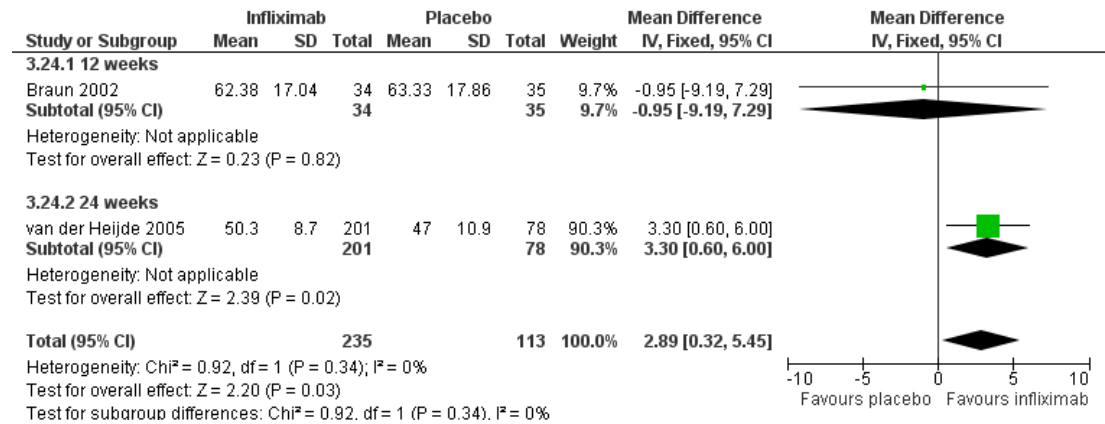 Infliximab Placebo Mean Difference Mean Difference
Study or Subgroup Mean SD Total Mean SD Total Weight IV, Fixed, 95% CI IV, Fixed, 95% CI
3.24.1 12 weeks
Braun 2002 62.38 17.04 34 63.33 17.86 35 9.7% -0.95 [-9.19, 7.29]
Subtotal (95% CI) 34 35 9.7% -0.95 [-9.19, 7.29]
Heterogeneity: Not applicable
Test for overall effect: Z = 0.23 (P = 0.82)
3.24.2 24 weeks
van der Heijde 2005 50.3 8.7 201 47 10.9 78 90.3% 3.30 [0.60, 6.00]
Subtotal (95% CI) 201 78 90.3% 3.30 [0.60, 6.00]
Heterogeneity: Not applicable
Test for overall effect: Z = 2.39 (P = 0.02)
Total (95% CI) 235 113 100.0% 2.89 [0.32, 5.45]
Heterogeneity: Chi² = 0.92, df = 1 (P = 0.34); I² = 0%
Test for overall effect: Z = 2.20 (P = 0.03)
Test for subgroup differences: Chi² = 0.92, df = 1 (P = 0.34), I² = 0%
-10 -5 0 5 10
Favours placebo Favours infliximab